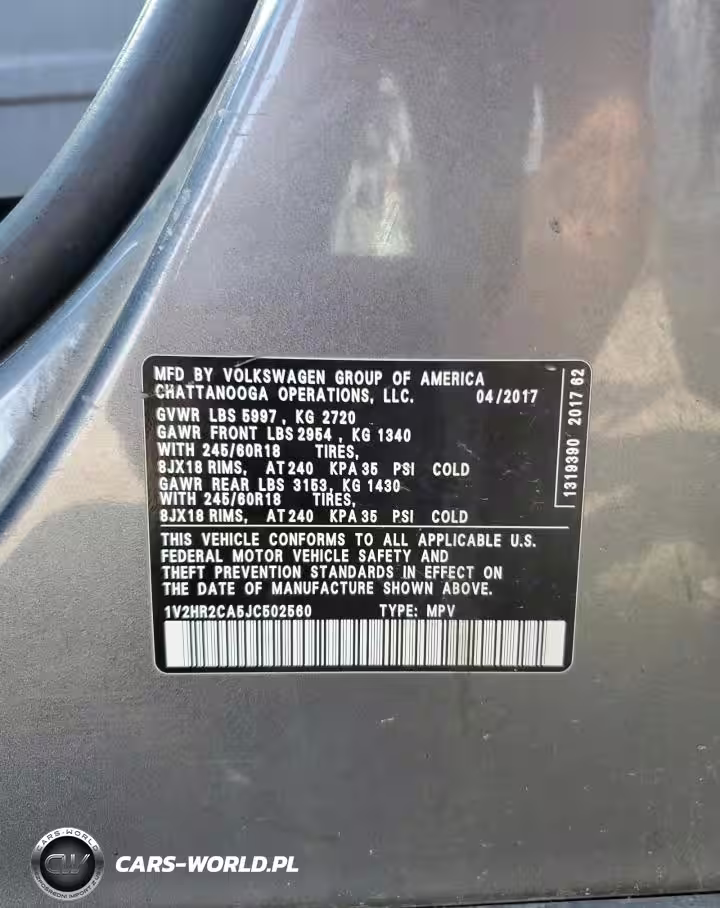 MFD BY VOLKSWAGEN GROUP OF AMERICA
CHATTANOOGA OPERATIONS, LLC. 04/2017
GVWR LBS 5997 , KG 2720
GAWR FRONT LBS 2954 , KG 1340
WITH 245/60R18 TIRES,
8JX18 RIMS, AT 240 KPA 35 PSI COLD
GAWR REAR LBS 3153, KG 1430
WITH 245/60R18 TIRES,
8JX18 RIMS, AT 240 KPA 35 PSI COLD
THIS VEHICLE CONFORMS TO ALL APPLICABLE U.S.
FEDERAL MOTOR VEHICLE SAFETY AND
THEFT PREVENTION STANDARDS IN EFFECT ON
THE DATE OF MANUFACTURE SHOWN ABOVE.
1V2HR2CA5JC502560 TYPE: MPV
1319390 2017 62
CARS-WORLD
CW
CARS-WORLD.PL